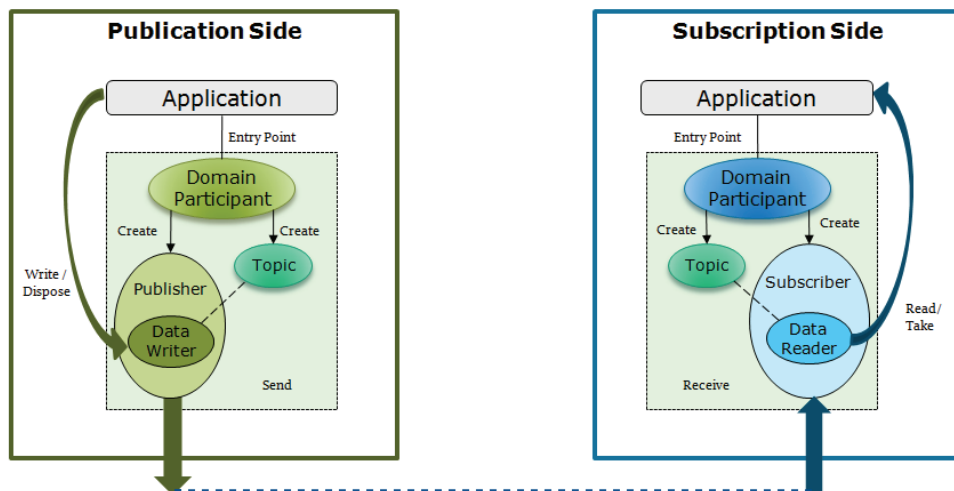 Publication Side
Application
Entry Point
Domain
Participant
Create
Create
Topic
Publisher
Write /
Dispose
Data
Writer
Send
Subscription Side
Application
Entry Point
Domain
Participant
Create
Create
Topic
Subscriber
Read/
Take
Data
Reader
Receive